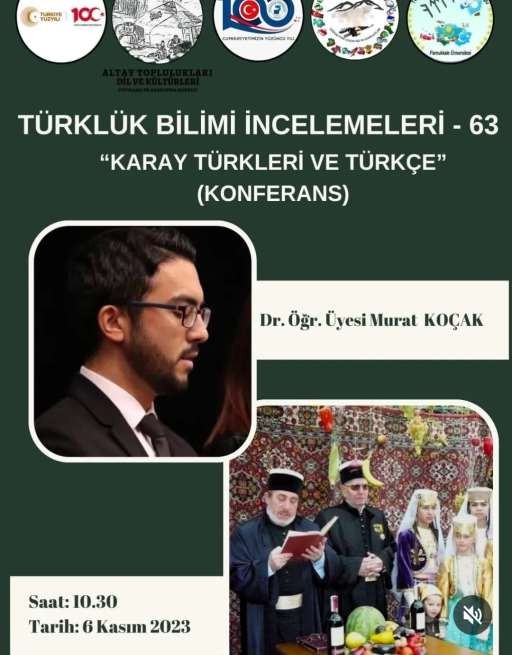 TÜRKİYE
YÜZYILI
100
100
CUMHURİYETİMİZİN YÜZÜNCÜ YILI
Pamukkale Üniversitesi
ALTAY TOPLULUKLARI
DİL VE KÜLTÜRLERİ
TÜRKLÜK BİLİMİ İNCELEMELERİ - 63
“KARAY TÜRKLERİ VE TÜRKÇE”
(KONFERANS)
Dr. Öğr. Üyesi Murat KOÇAK
Saat: 10.30
Tarih: 6 Kasım 2023